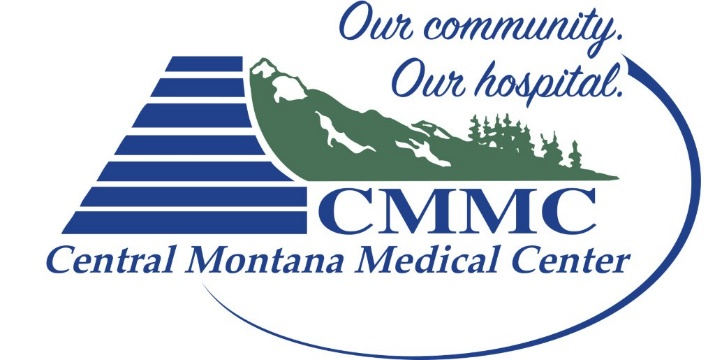 Our community.
Our hospital.
CMMC
Central Montana Medical Center